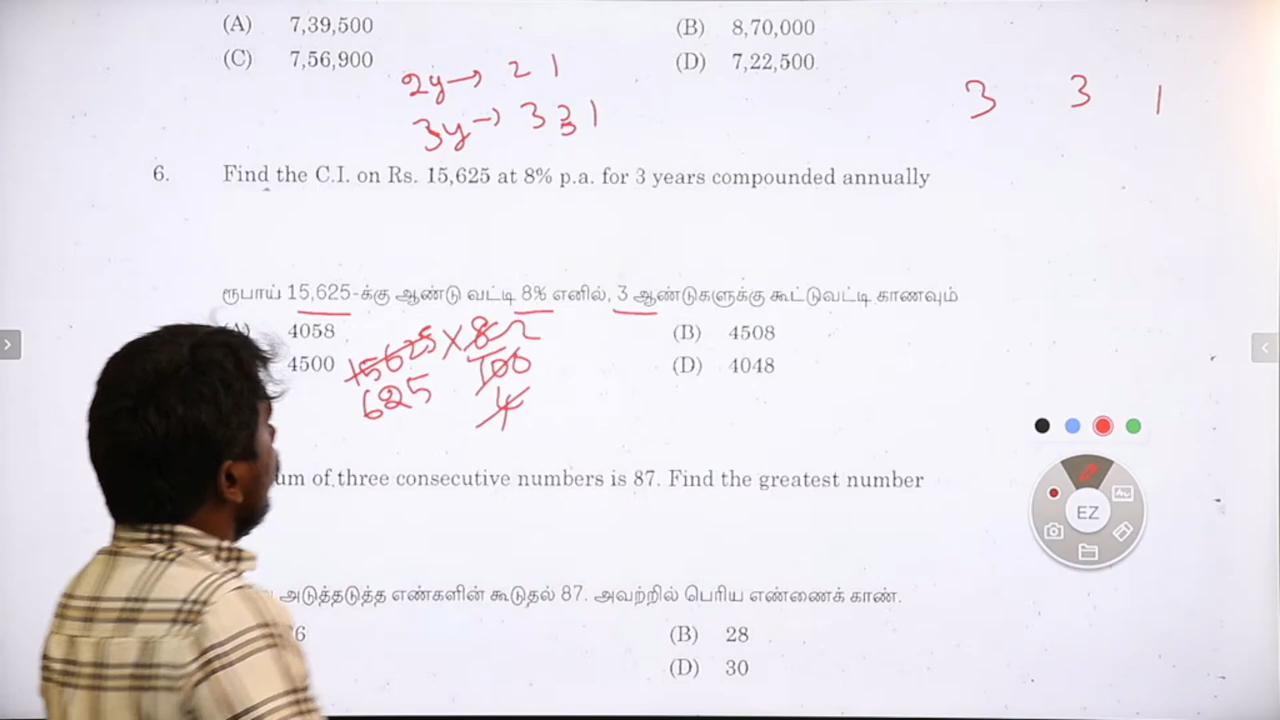 (A) 7,39,500 (B) 8,70,000
(C) 7,56,900 (D) 7,22,500
2y→ 2 1
3y→ 3 3 1
3 3 1
6. Find the C.I. on Rs. 15,625 at 8% p.a. for 3 years compounded annually
ரூபாய் 15,625-க்கு ஆண்டு வட்டி 8% எனில், 3 ஆண்டுகளுக்கு கூட்டுவட்டி காணவும்
4058 (B) 4508
4500 (D) 4048
15625 × 8 2
100
625 4
um of three consecutive numbers is 87. Find the greatest number
அடுத்தடுத்த எண்களின் கூடுதல் 87. அவற்றில் பெரிய எண்ணைக் காண்.
6 (B) 28
(D) 30
EZ